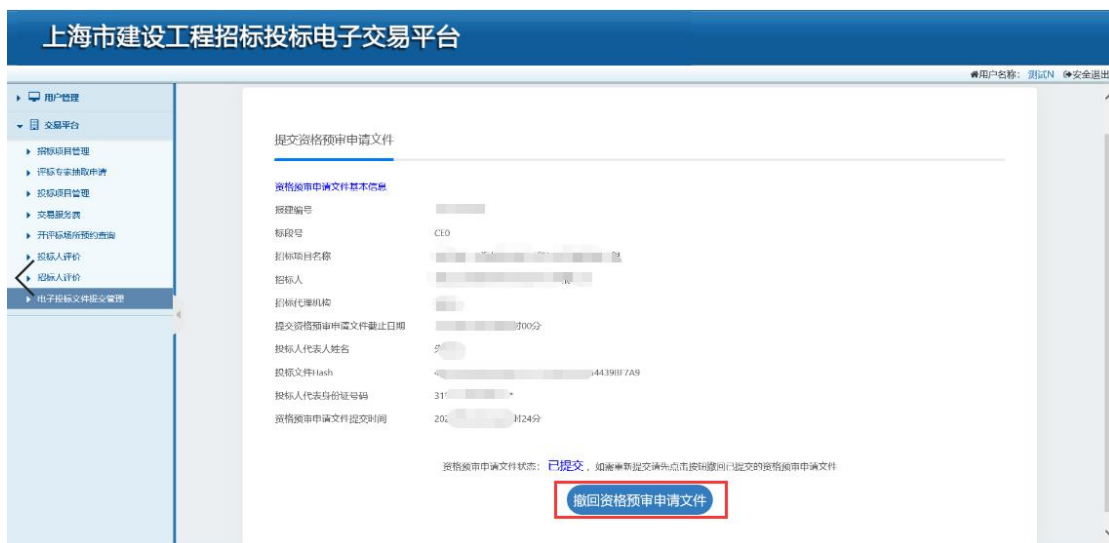 上海市建设工程招标投标电子交易平台
用户名称： 测试N 安全退出
用户管理
交易平台
招标项目管理
评标专家抽取申请
投标项目管理
交易服务费
开评标场所预约查询
投标人评价
招标人评价
电子投标文件提交管理
提交资格预审申请文件
资格预审申请文件基本信息
报建编号
标段号 CE0
招标项目名称
招标人
招标代理机构
提交资格预审申请文件截止日期 时00分
投标人代表人姓名
投标文件Hash 4439BF7A9
投标人代表身份证号码 31
资格预审申请文件提交时间 202 时24分
资格预审申请文件状态： 已提交 ，如需重新提交请先点击按钮撤回已提交的资格预审申请文件
撤回资格预审申请文件